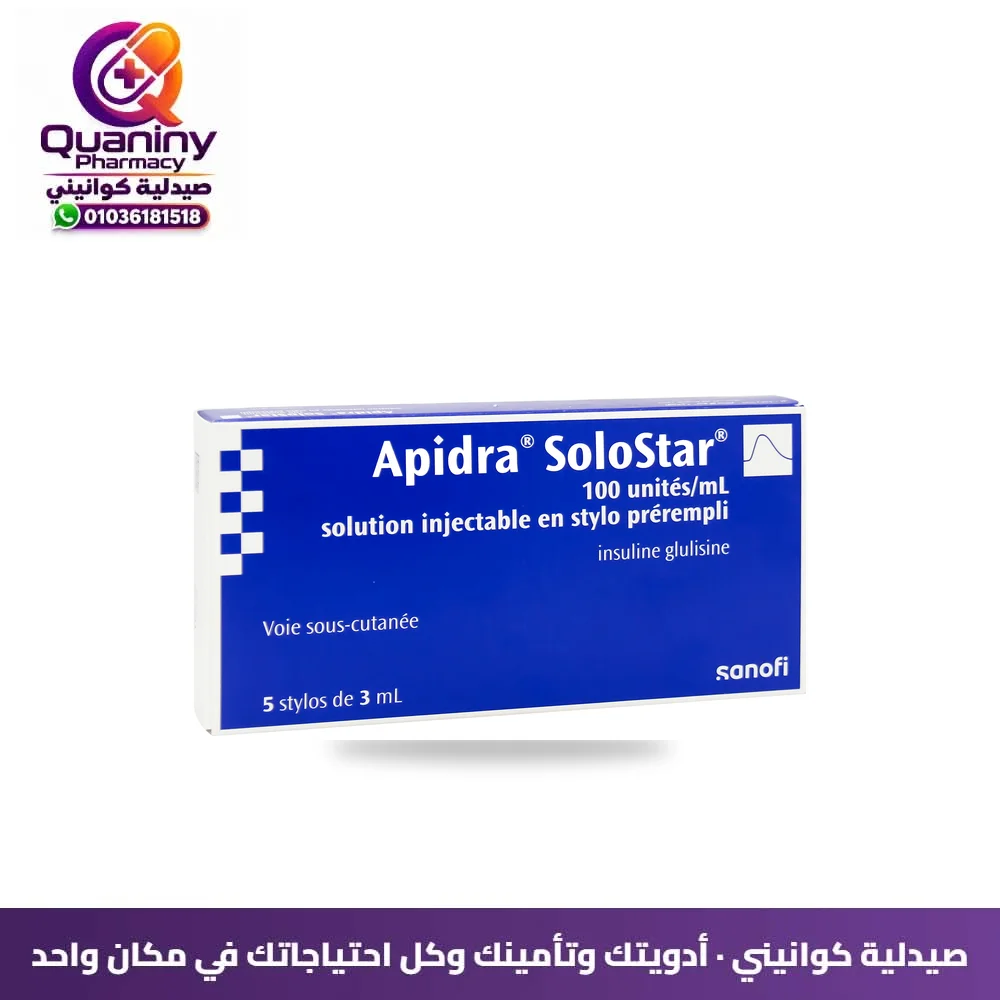 Quaniny
Pharmacy
صيدلية كوانيني
01036181518
Apidra® SoloStar®
100 unités/mL
solution injectable en stylo prérempli
insuline glulisine
Voie sous-cutanée
5 stylos de 3 mL
sanofi
صيدلية كوانيني · أدويتك وتأمينك وكل احتياجاتك في مكان واحد